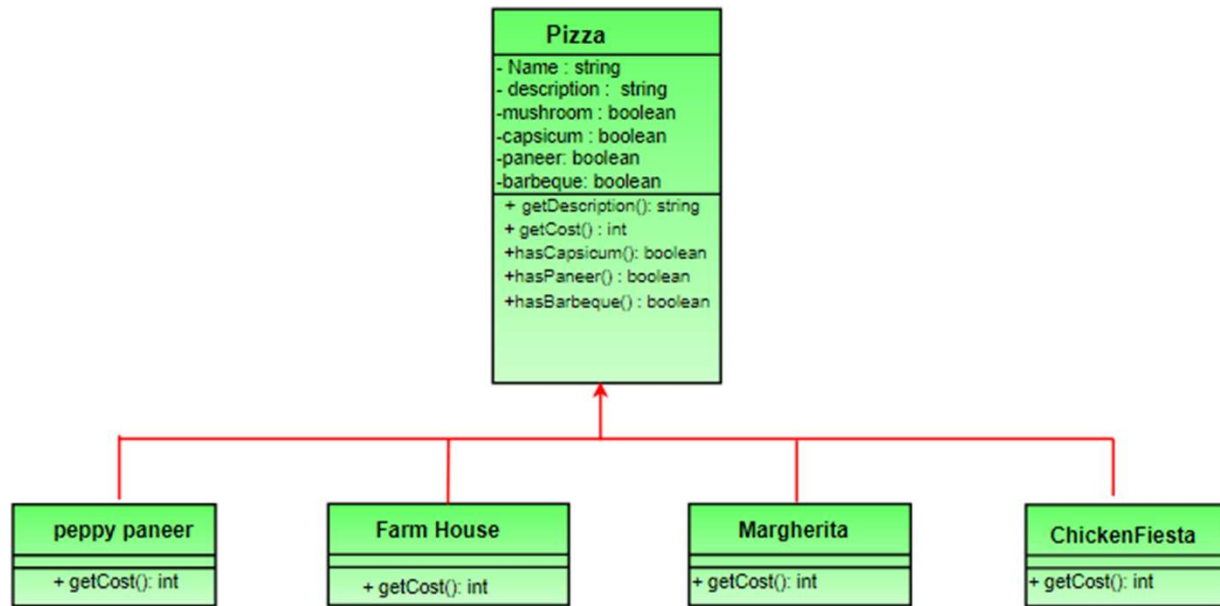 Pizza
- Name : string
- description : string
-mushroom : boolean
-capsicum : boolean
-paneer: boolean
-barbeque: boolean
+ getDescription(): string
+ getCost() : int
+hasCapsicum(): boolean
+hasPaneer() : boolean
+hasBarbeque() : boolean
peppy paneer
+ getCost(): int
Farm House
+ getCost(): int
Margherita
+ getCost(): int
ChickenFiesta
+ getCost(): int